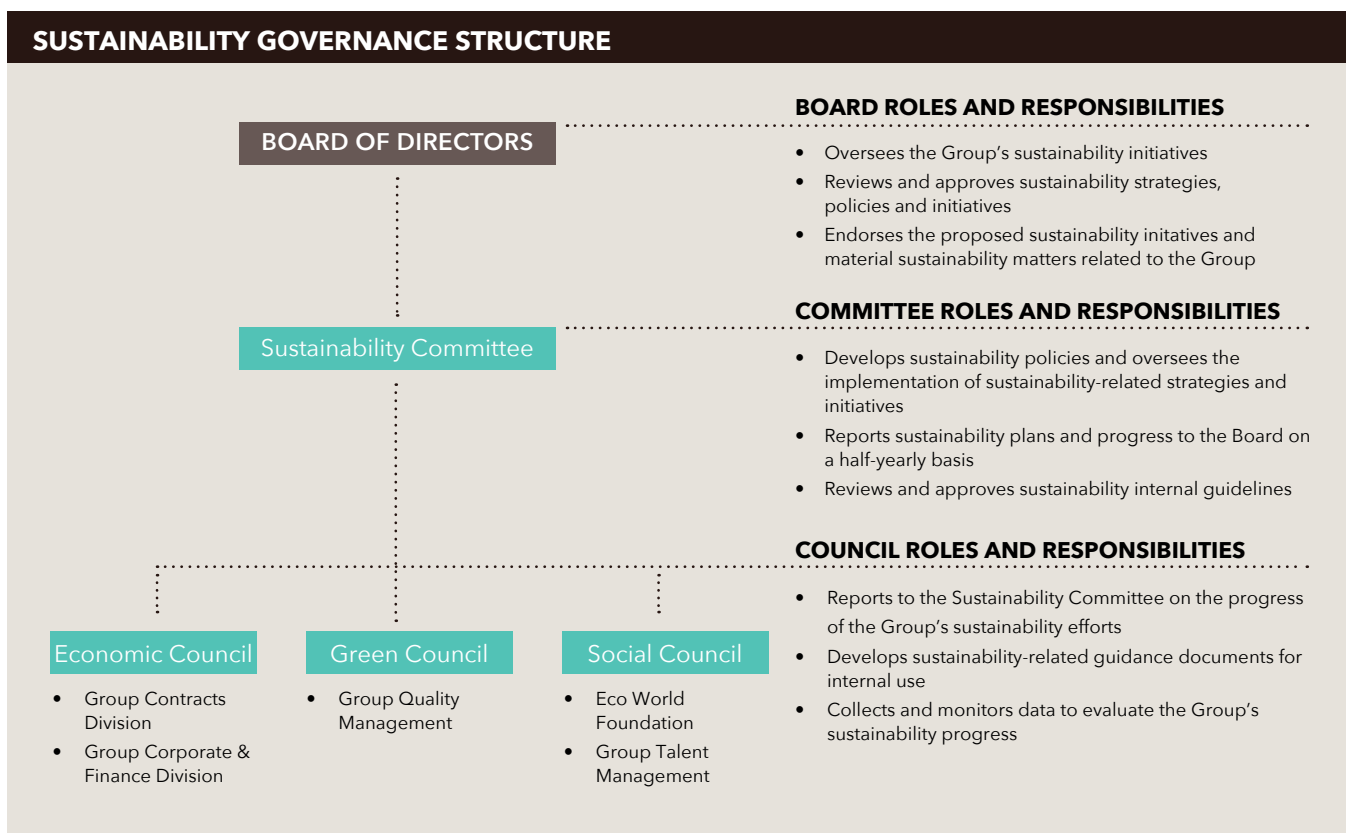 SUSTAINABILITY GOVERNANCE STRUCTURE
BOARD OF DIRECTORS
BOARD ROLES AND RESPONSIBILITIES
• Oversees the Group’s sustainability initiatives
• Reviews and approves sustainability strategies,
policies and initiatives
• Endorses the proposed sustainability initatives and
material sustainability matters related to the Group
Sustainability Committee
COMMITTEE ROLES AND RESPONSIBILITIES
• Develops sustainability policies and oversees the
implementation of sustainability-related strategies and
initiatives
• Reports sustainability plans and progress to the Board on
a half-yearly basis
• Reviews and approves sustainability internal guidelines
COUNCIL ROLES AND RESPONSIBILITIES
• Reports to the Sustainability Committee on the progress
of the Group’s sustainability efforts
• Develops sustainability-related guidance documents for
internal use
• Collects and monitors data to evaluate the Group’s
sustainability progress
Economic Council
• Group Contracts
Division
• Group Corporate &
Finance Division
Green Council
• Group Quality
Management
Social Council
• Eco World
Foundation
• Group Talent
Management